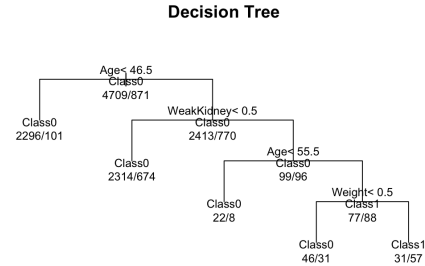 Decision Tree
Age< 46.5
Class0
4709/871
Class0
2296/101
WeakKidney< 0.5
Class0
2413/770
Class0
2314/674
Age< 55.5
Class0
99/96
Class0
22/8
Weight< 0.5
Class1
77/88
Class0
46/31
Class1
31/57